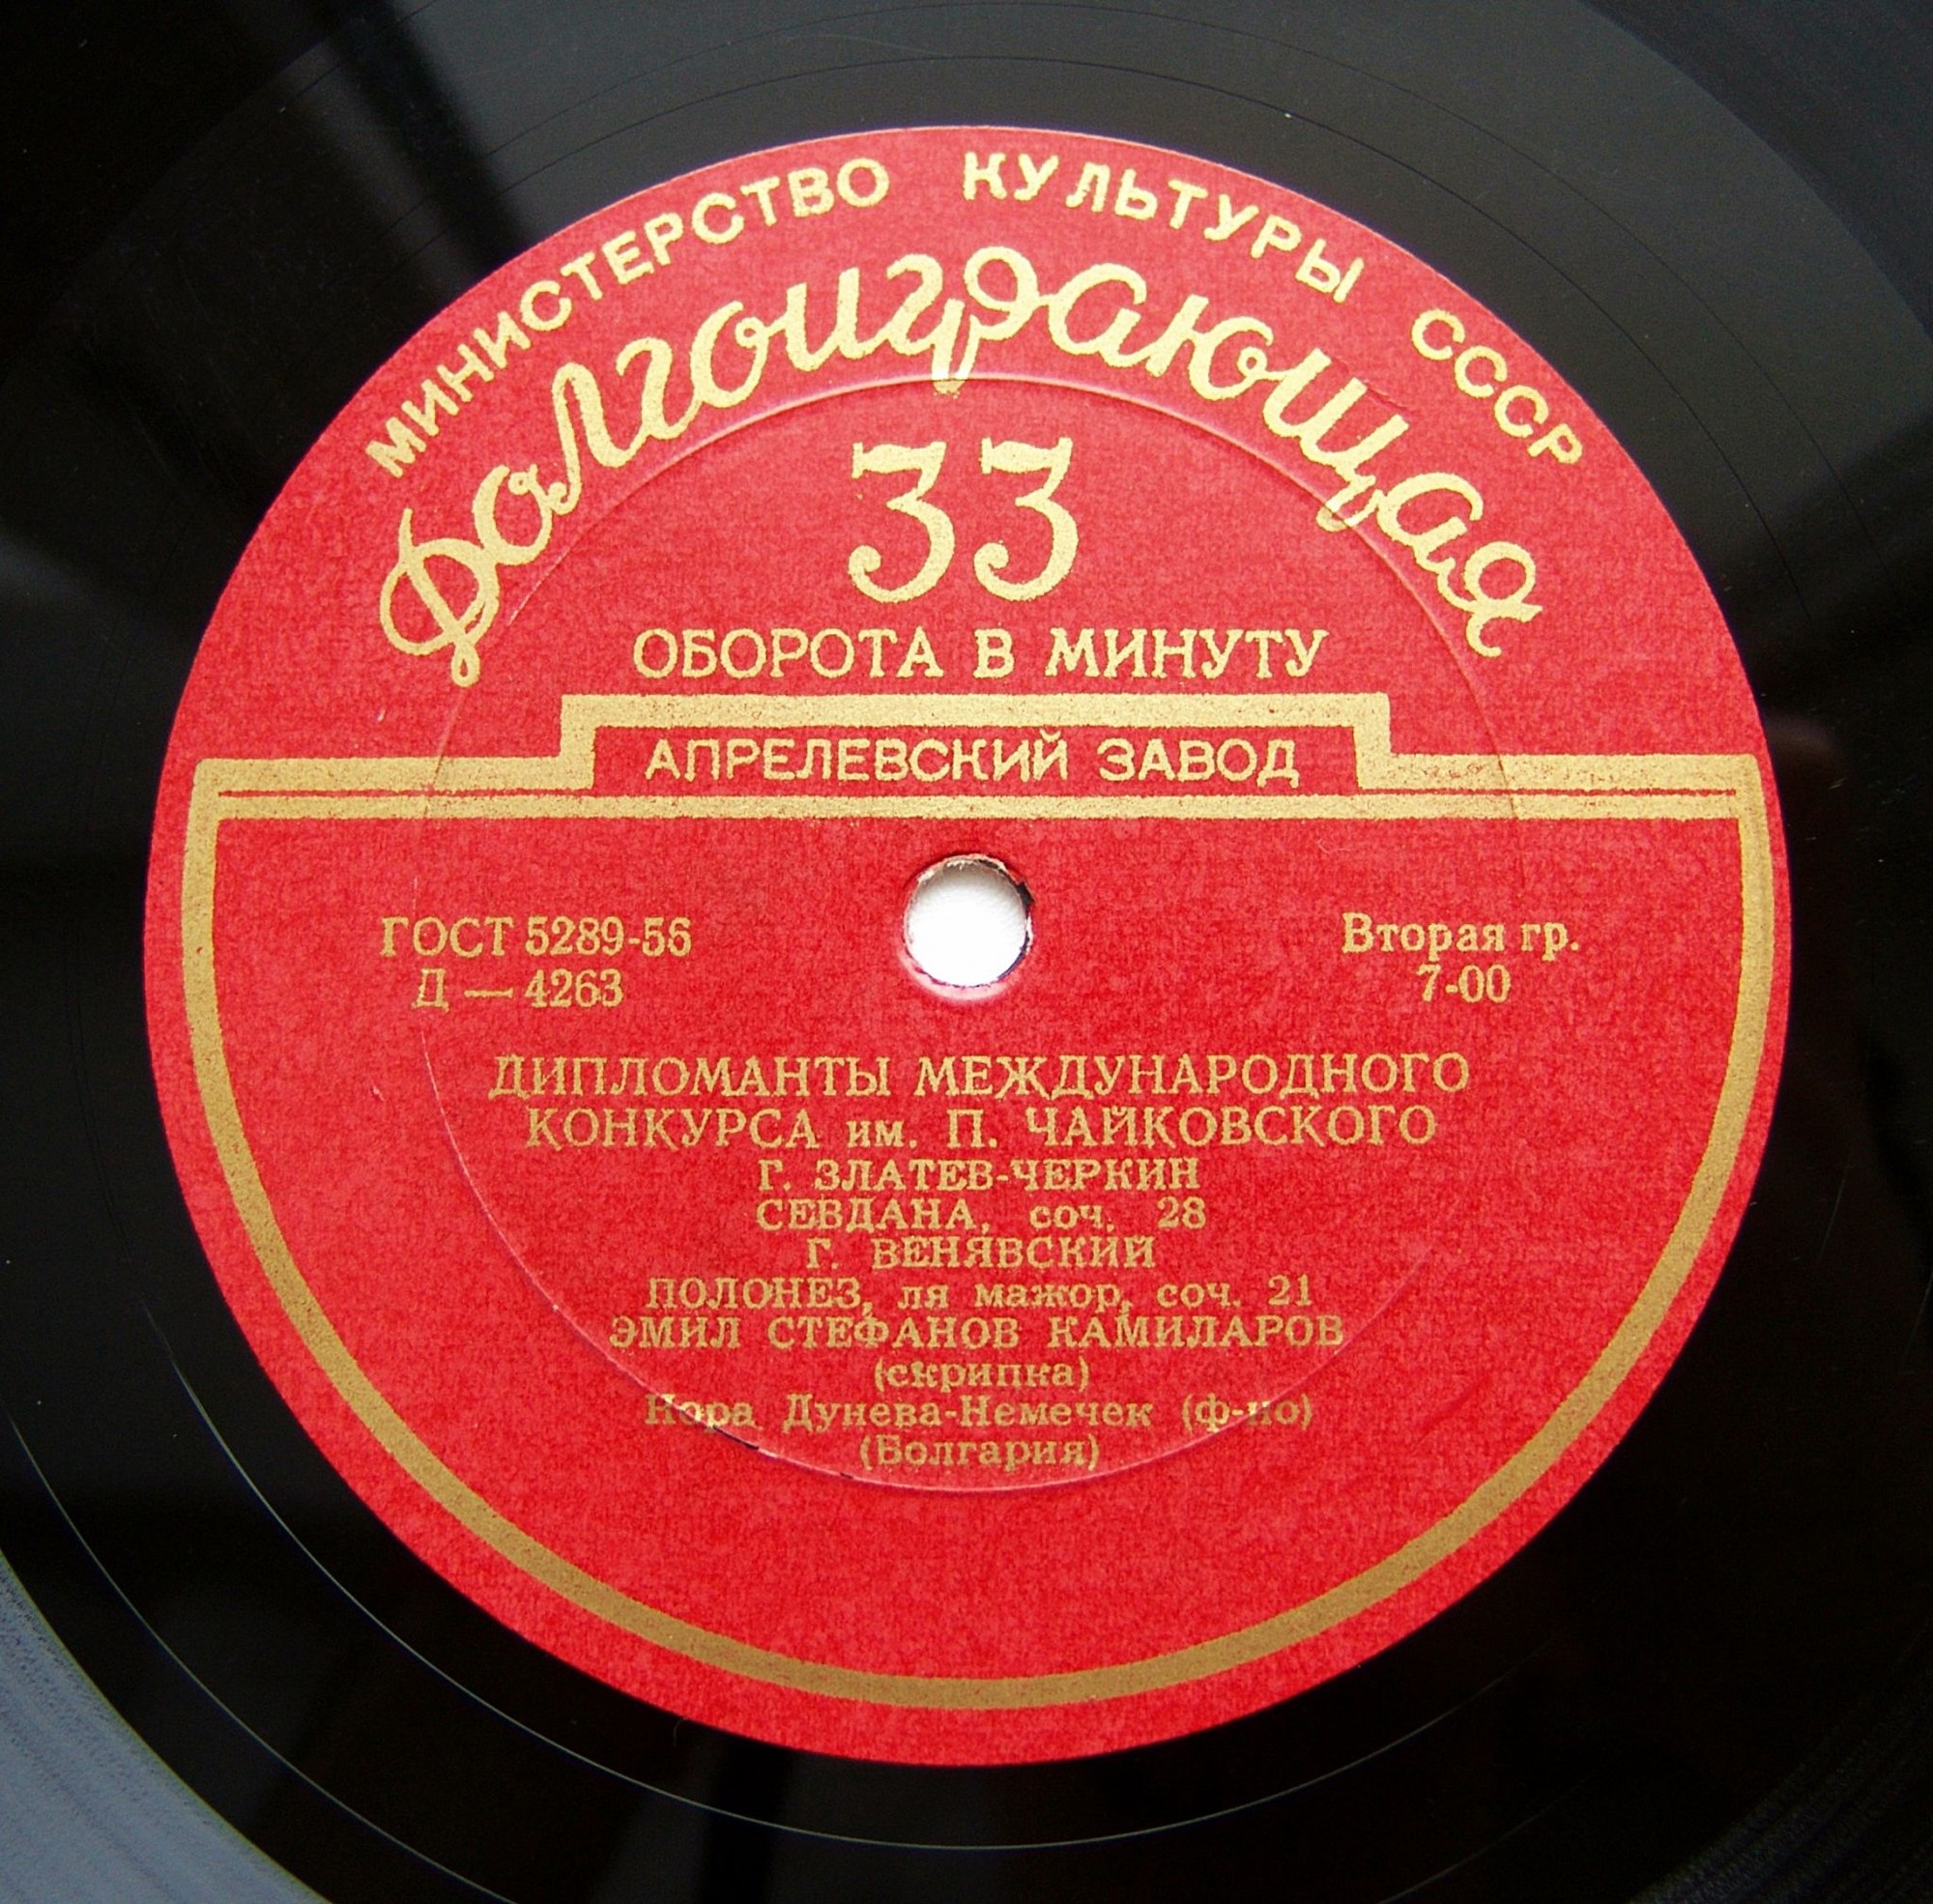 МИНИСТЕРСТВО КУЛЬТУРЫ СССР
Долгоиграющая
33
ОБОРОТА В МИНУТУ
АПРЕЛЕВСКИЙ ЗАВОД
ГОСТ 5289-56
Д — 4263
Вторая гр.
7-00
ДИПЛОМАНТЫ МЕЖДУНАРОДНОГО
КОНКУРСА им. П. ЧАЙКОВСКОГО
Г. ЗЛАТЕВ-ЧЕРКИН
СЕВДАНА, соч. 28
Г. ВЕНЯВСКИЙ
ПОЛОНЕЗ, ля мажор, соч. 21
ЭМИЛ СТЕФАНОВ КАМИЛАРОВ
(скрипка)
Нора Дунева-Немечек (ф-но)
(Болгария)